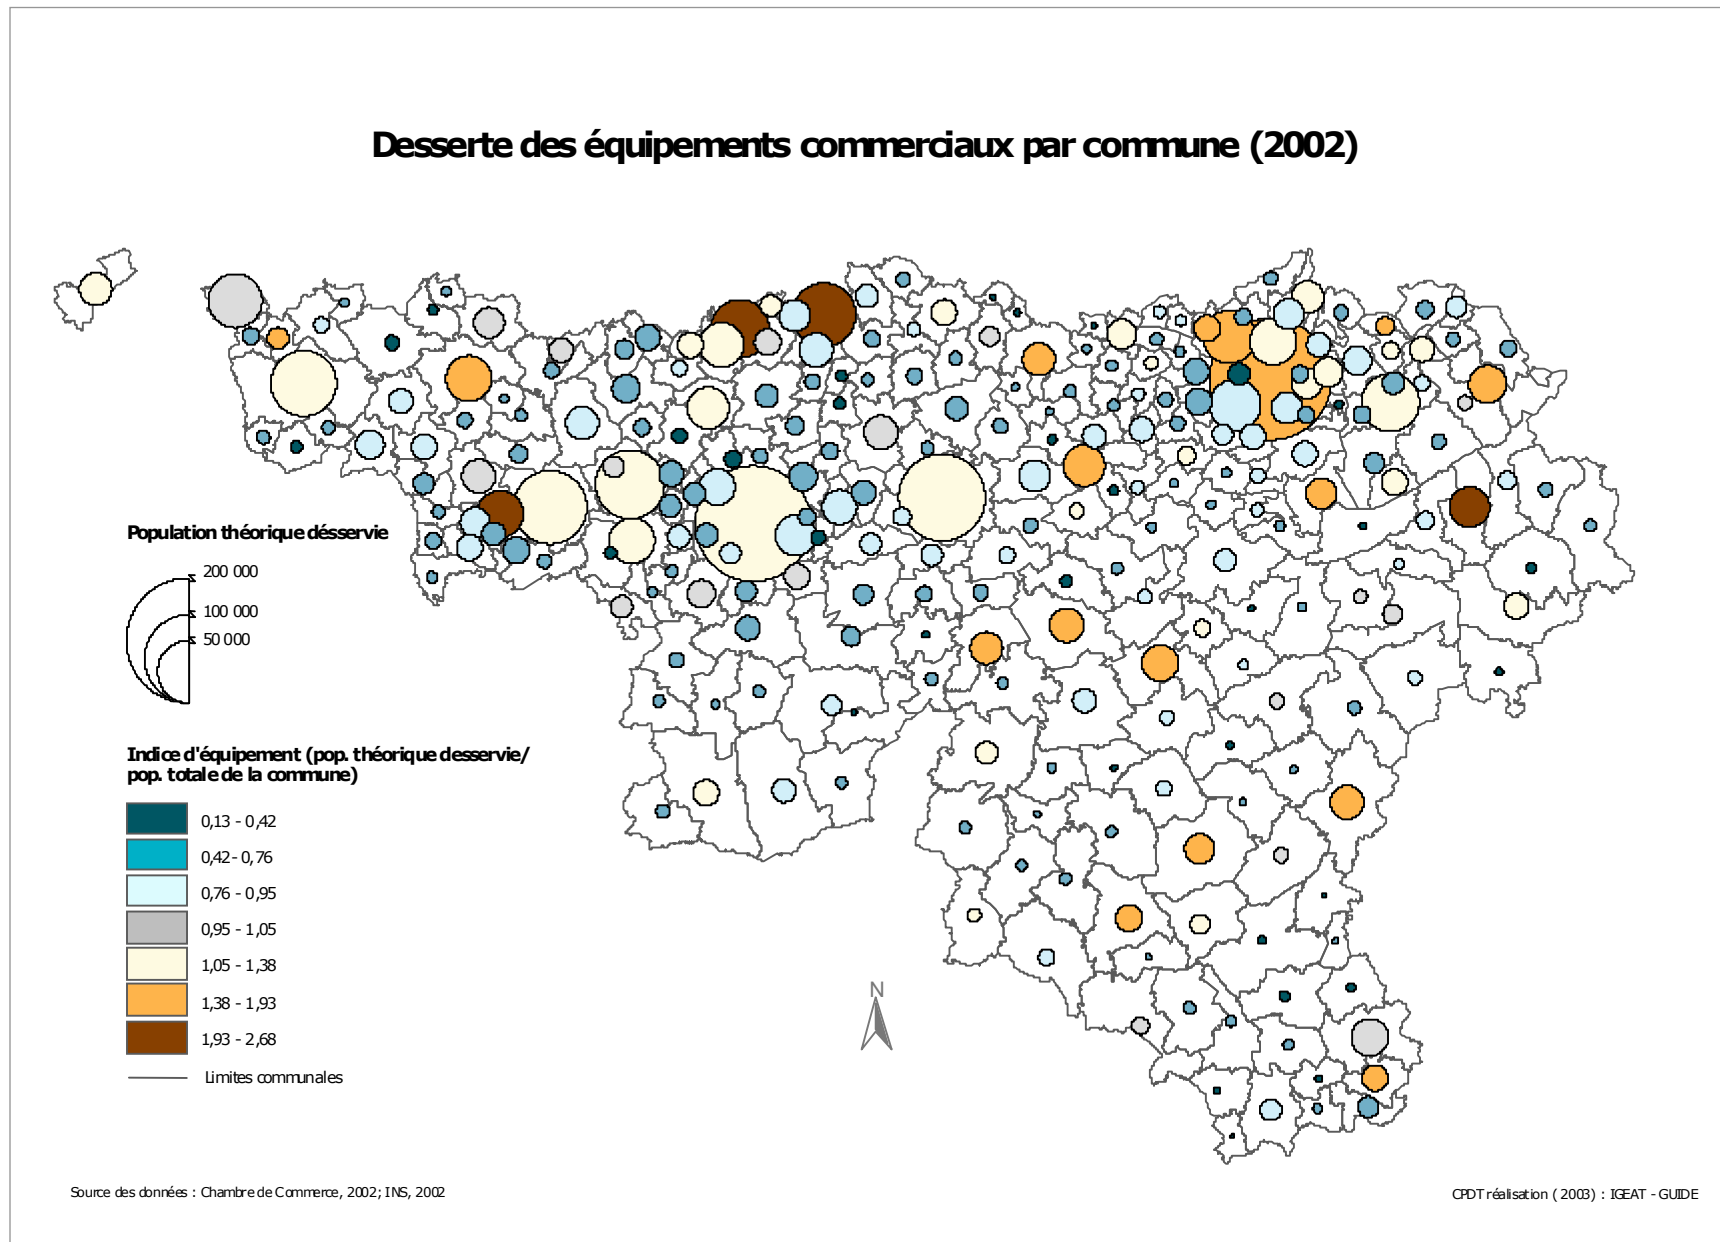 Desserte des équipements commerciaux par commune (2002)
Population théorique désservie
200 000
100 000
50 000
Indice d'équipement (pop. théorique desservie/
pop. totale de la commune)
0,13 - 0,42
0,42 - 0,76
0,76 - 0,95
0,95 - 1,05
1,05 - 1,38
1,38 - 1,93
1,93 - 2,68
Limites communales
N
Source des données : Chambre de Commerce, 2002; INS, 2002
CPDT réalisation ( 2003) : IGEAT - GUIDE